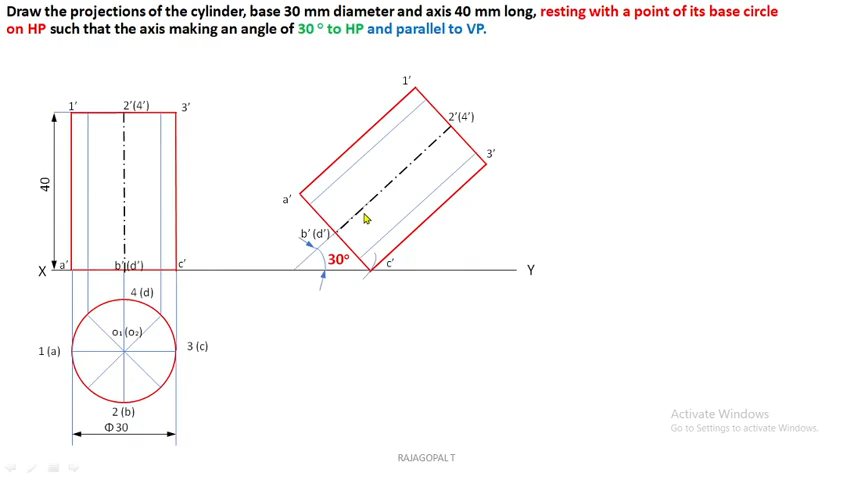 Draw the projections of the cylinder, base 30 mm diameter and axis 40 mm long, resting with a point of its base circle
on HP such that the axis making an angle of 30 º to HP and parallel to VP.
1'
2'(4')
3'
40
X
a'
b'(d')
c'
4 (d)
o₁ (o₂)
1 (a)
3 (c)
2 (b)
Φ30
1'
2'(4')
3'
a'
b' (d')
30º
c'
Y
Activate Windows
Go to Settings to activate Windows.
RAJAGOPAL T